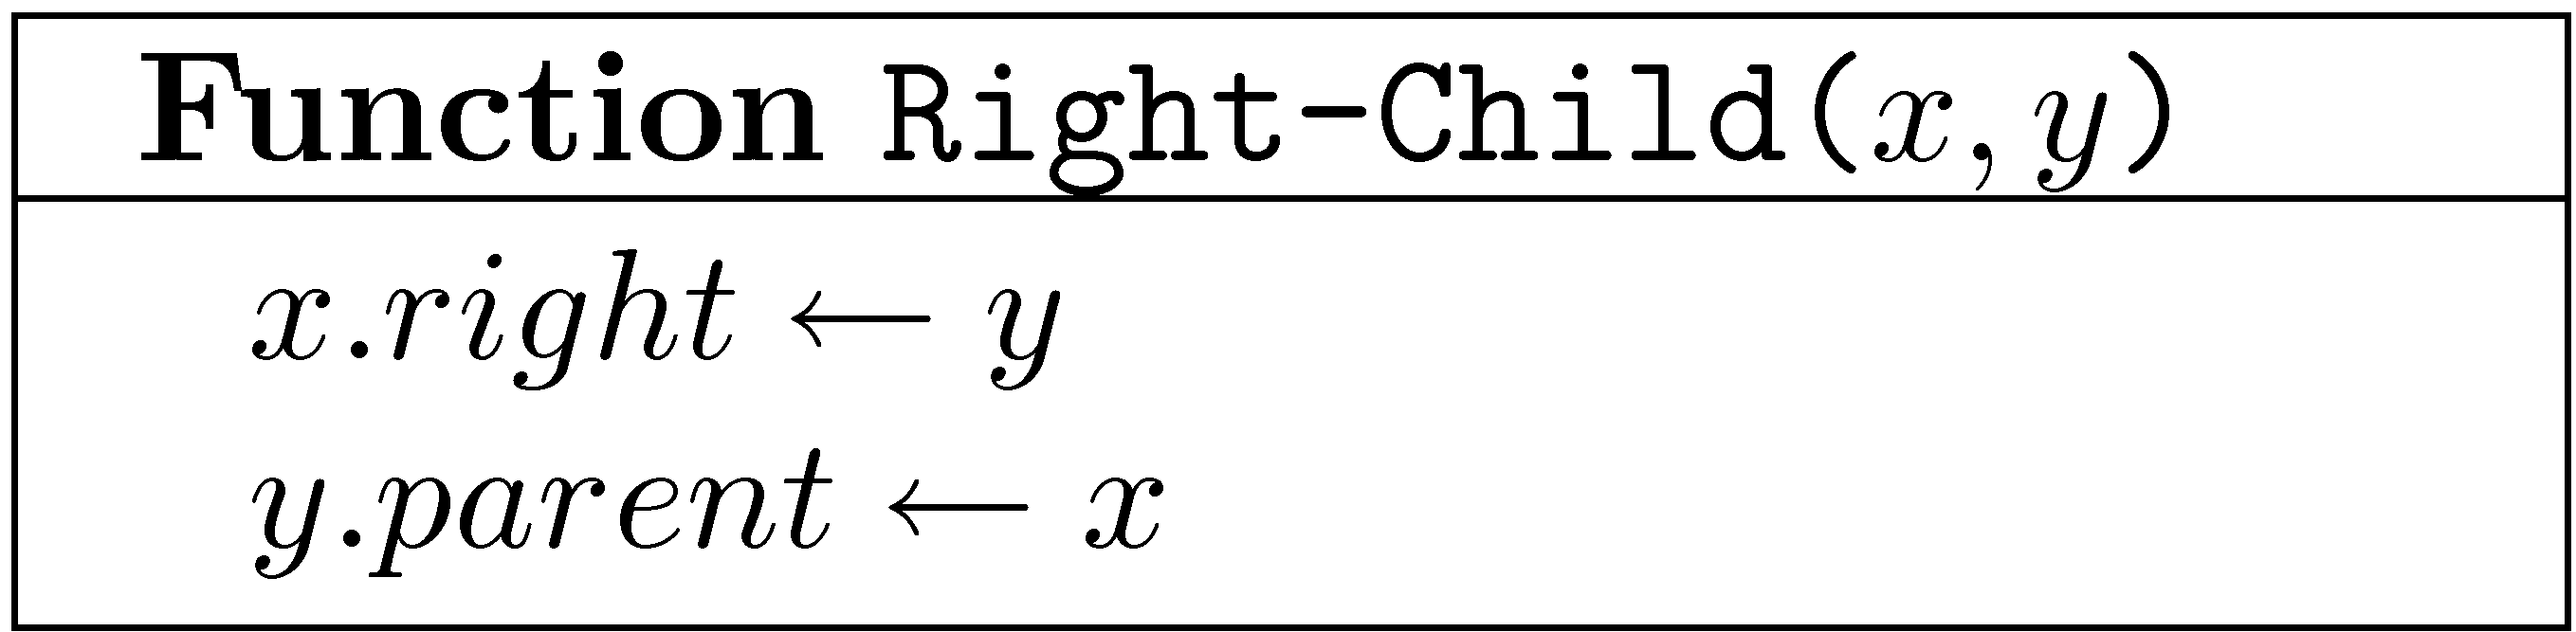 Function Right-Child(x, y)
x.right ← y
y.parent ← x